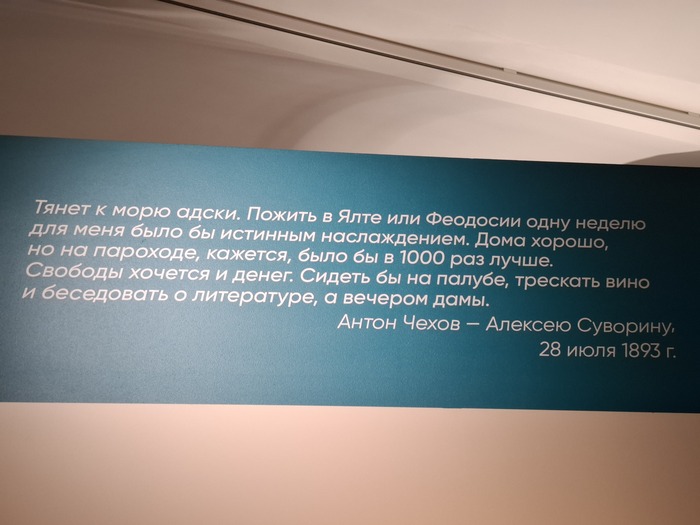 Тянет к морю адски. Пожить в Ялте или Феодосии одну неделю
для меня было бы истинным наслаждением. Дома хорошо,
но на пароходе, кажется, было бы в 1000 раз лучше.
Свободы хочется и денег. Сидеть бы на палубе, трескать вино
и беседовать о литературе, а вечером дамы.
Антон Чехов — Алексею Суворину,
28 июля 1893 г.